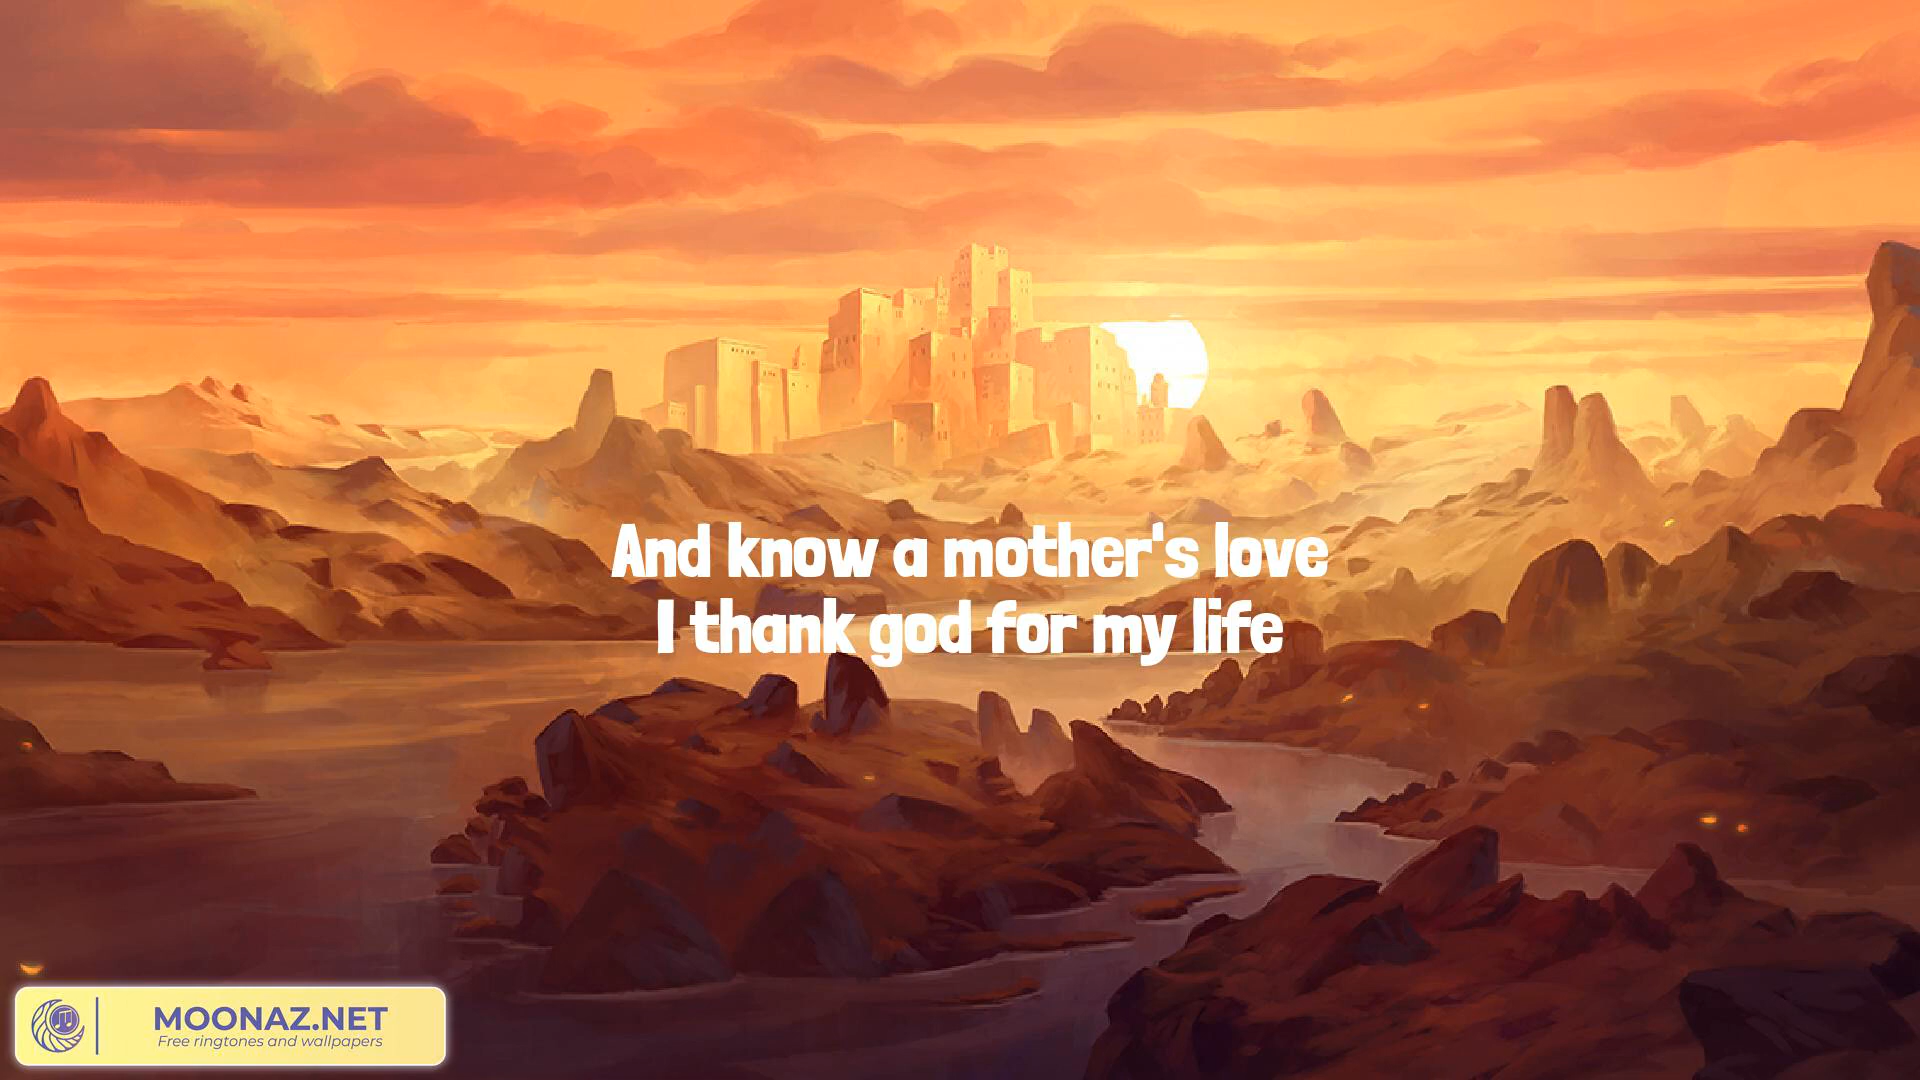 And know a mother's love
I thank god for my life
MOONAZ.NET
Free ringtones and wallpapers